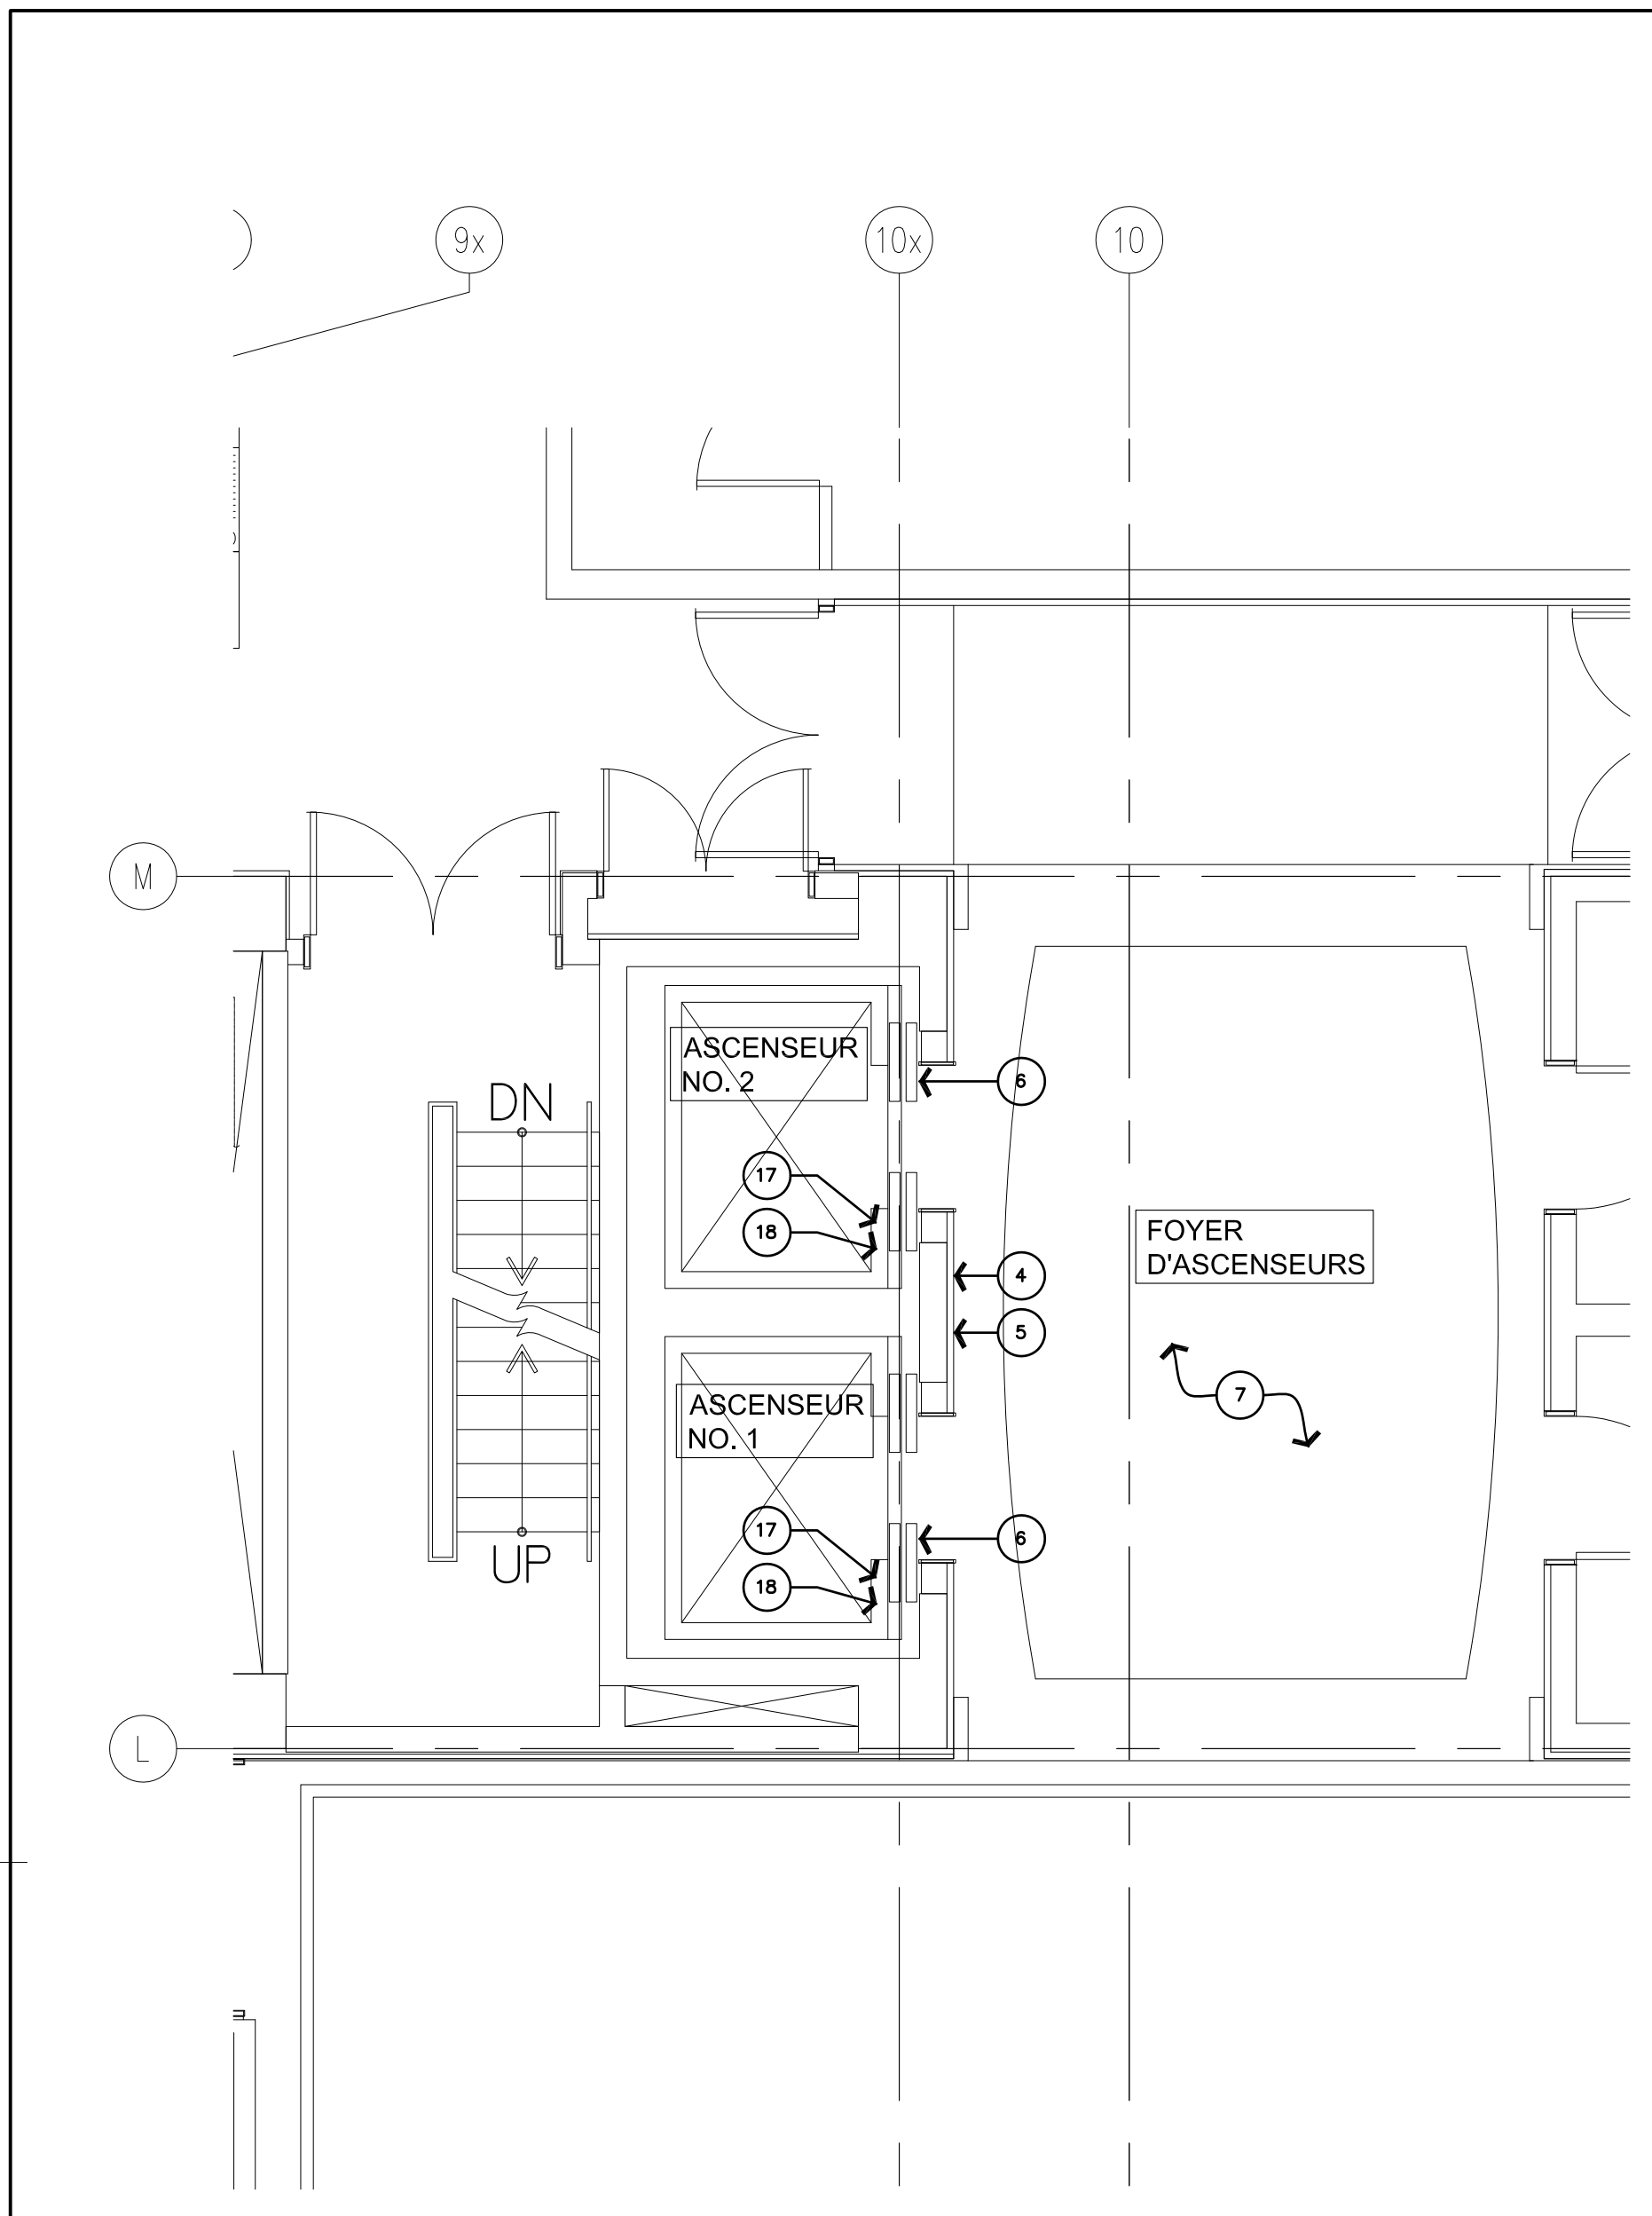 9x
10x
10
M
ASCENSEUR
NO. 2
DN
6
17
18
FOYER
D'ASCENSEURS
4
5
7
ASCENSEUR
NO. 1
17
6
UP
18
L